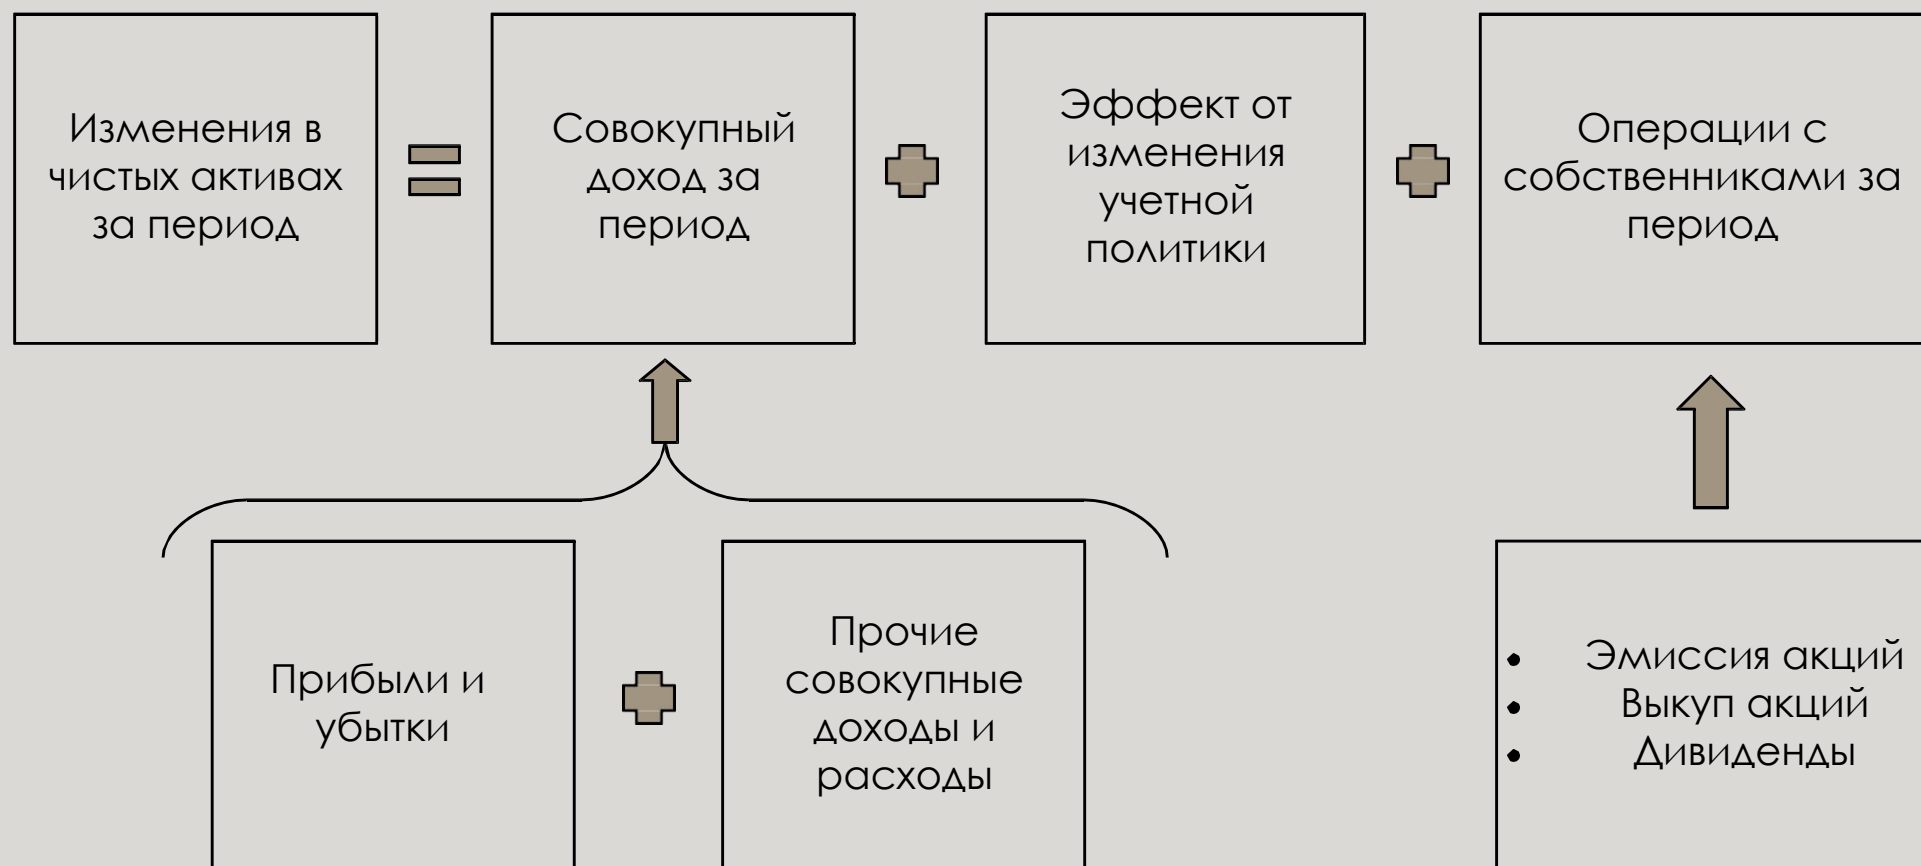 Изменения в
чистых активах
за период
Совокупный
доход за
период
Эффект от
изменения
учетной
политики
Операции с
собственниками за
период
Прибыли и
убытки
Прочие
совокупные
доходы и
расходы
• Эмиссия акций
• Выкуп акций
• Дивиденды